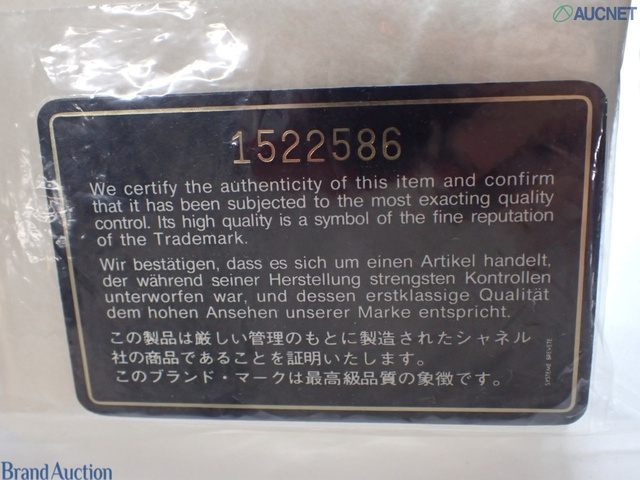 AUCNET
1522586
We certify the authenticity of this item and confirm
that it has been subjected to the most exacting quality
control. Its high quality is a symbol of the fine reputation
of the Trademark.
Wir bestätigen, dass es sich um einen Artikel handelt,
der während seiner Herstellung strengsten Kontrollen
unterworfen war, und dessen erstklassige Qualität
dem hohen Ansehen unserer Marke entspricht.
この製品は厳しい管理のもとに製造されたシャネル
社の商品であることを証明いたします。
このブランド・マークは最高級品質の象徴です。
SYSTEME BREVETE
Brand Auction